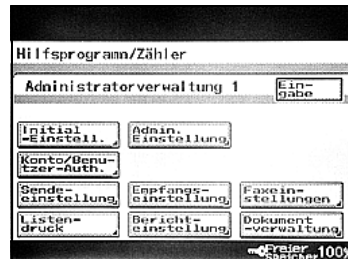 Hilfsprogramm/Zähler
Administratorverwaltung 1
Ein-
gabe
Initial
-Einstell.
Admin.
Einstellung
Konto/Benu-
tzer-Auth.
Sende-
einstellung
Empfangs-
einstellung
Faxein-
stellungen
Listen-
druck
Bericht-
einstellung
Dokument
-verwaltung
Freier
Speicher 100%